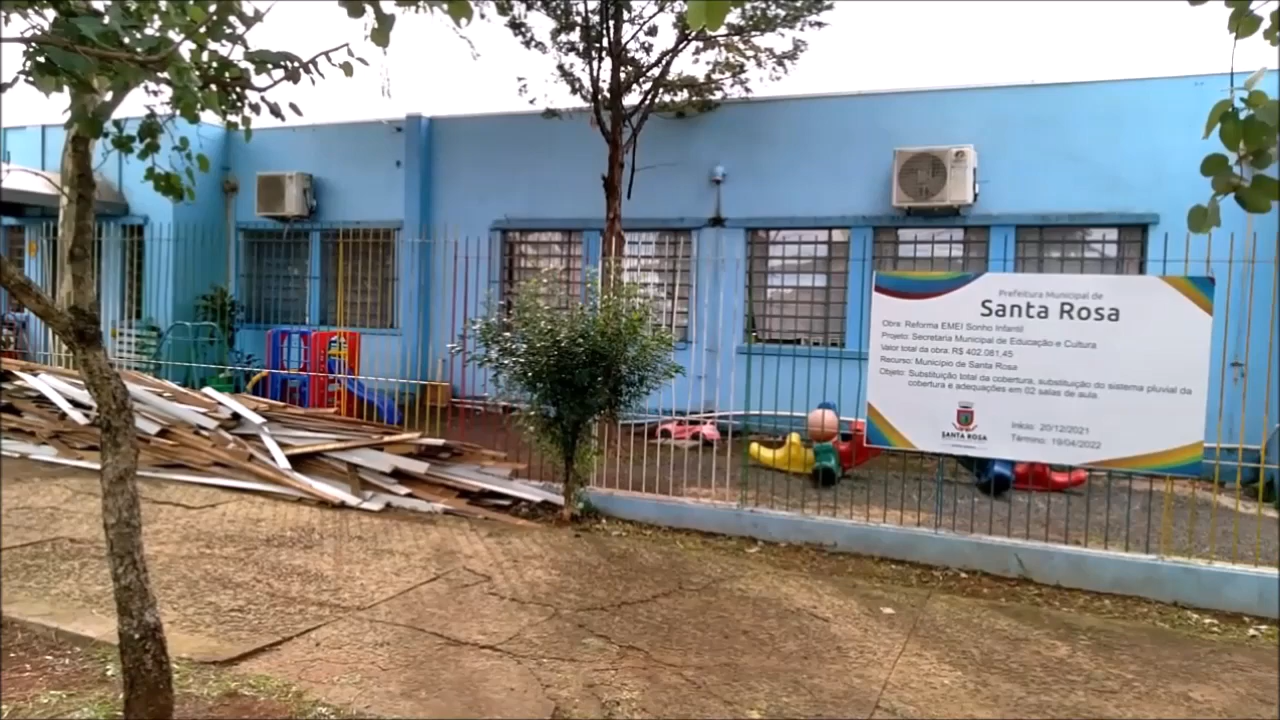 Prefeitura Municipal de
Santa Rosa
Obra: Reforma EMEI Sonho Infantil
Projeto: Secretaria Municipal de Educação e Cultura
Valor total da obra: R$ 402.081,45
Recurso: Município de Santa Rosa
Objeto: Substituição total da cobertura, substituição do sistema pluvial da
cobertura e adequações em 02 salas de aula.
SANTA ROSA
Início: 20/12/2021
Término: 19/04/2022